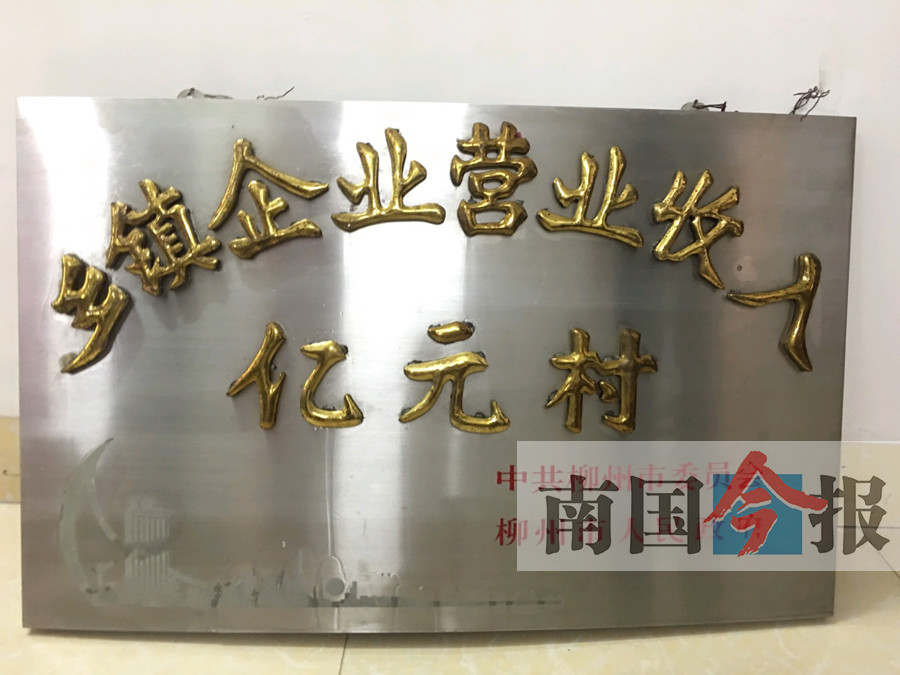 乡镇企业营业收入
亿元村
中共柳州市委员会
柳州市人民政府
南国今报